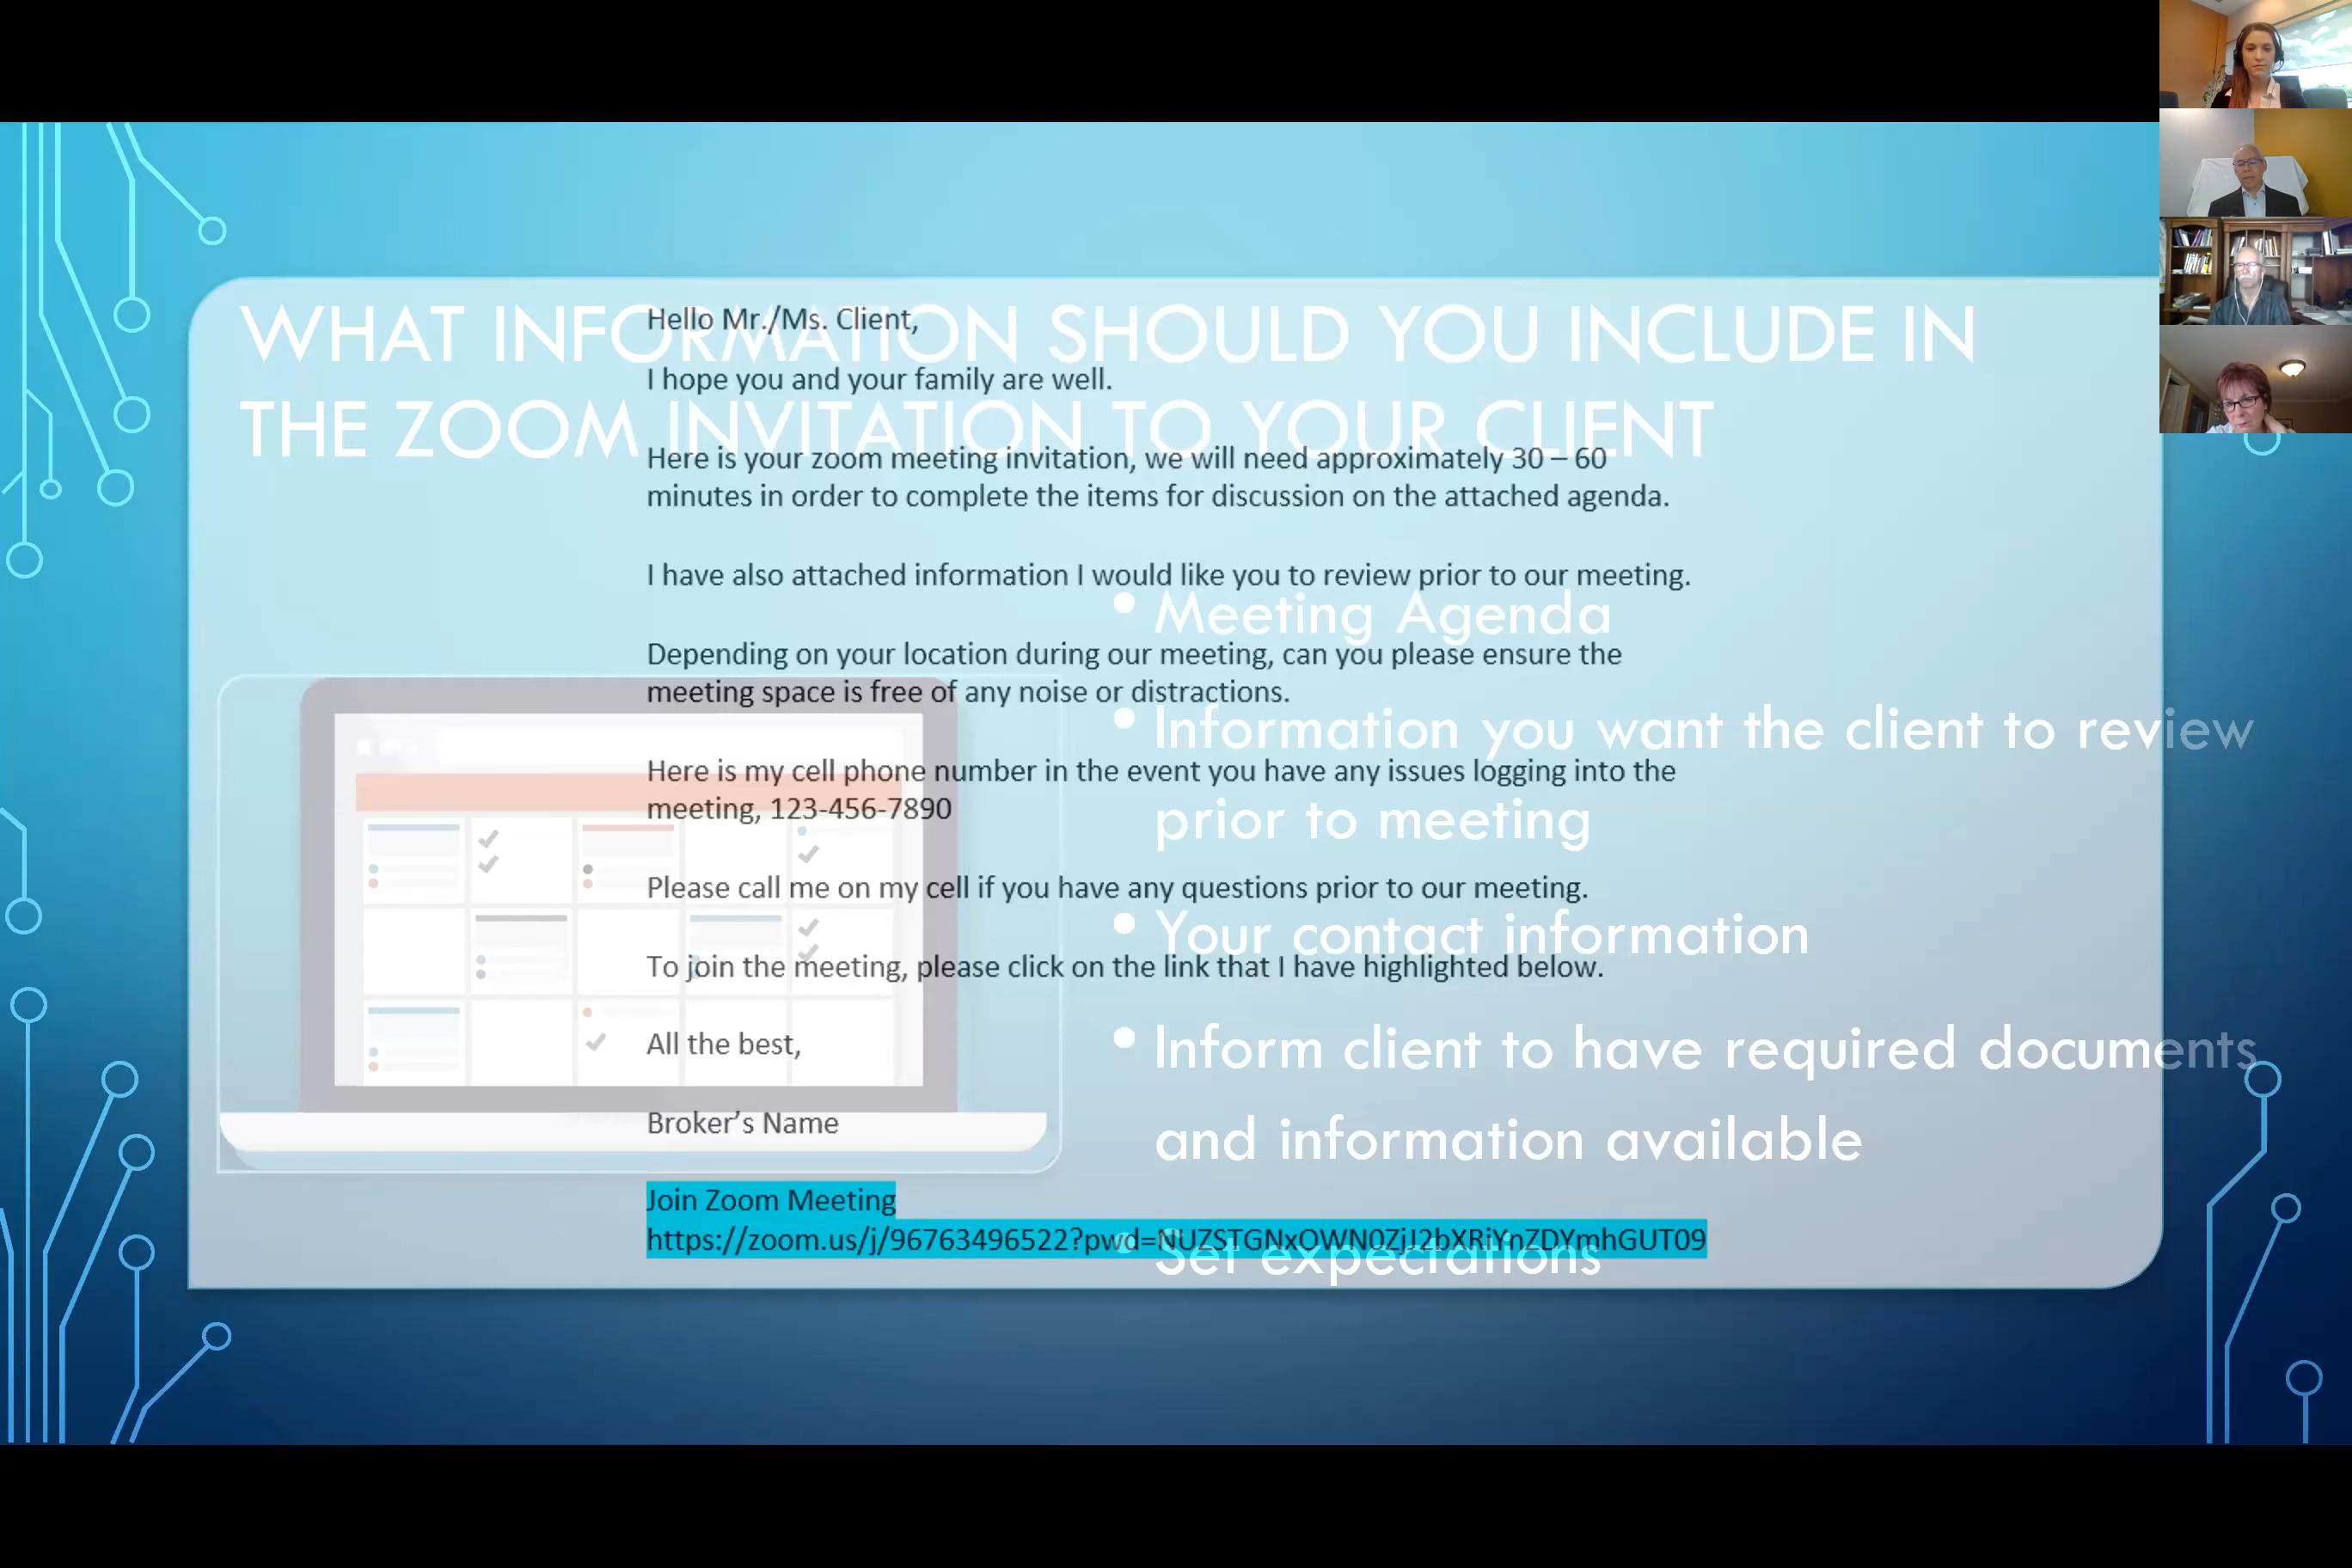 WHAT INFORMATION SHOULD YOU INCLUDE IN
THE ZOOM INVITATION TO YOUR CLIENT
Hello Mr./Ms. Client,
I hope you and your family are well.
Here is your zoom meeting invitation, we will need approximately 30 – 60
minutes in order to complete the items for discussion on the attached agenda.
I have also attached information I would like you to review prior to our meeting.
Depending on your location during our meeting, can you please ensure the
meeting space is free of any noise or distractions.
Here is my cell phone number in the event you have any issues logging into the
meeting, 123-456-7890
Please call me on my cell if you have any questions prior to our meeting.
To join the meeting, please click on the link that I have highlighted below.
All the best,
Broker’s Name
Join Zoom Meeting
https://zoom.us/j/96763496522?pwd=NUZSTGNxOWN0ZjJ2bXRiYnZDYmhGUT09
• Meeting Agenda
• Information you want the client to review
prior to meeting
• Your contact information
• Inform client to have required documents
and information available
• Set expectations